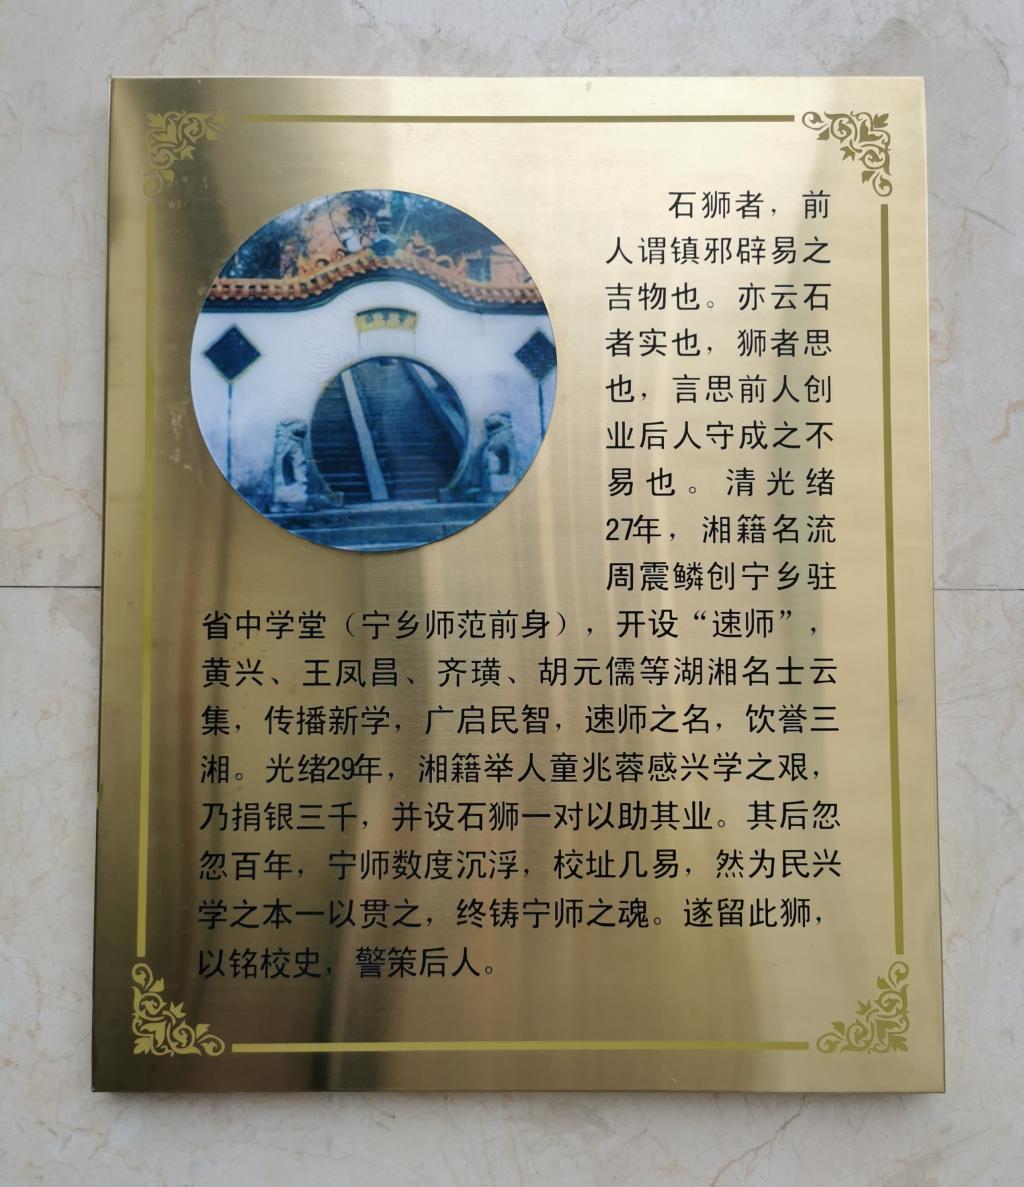 石狮者，前
人谓镇邪辟易之
吉物也。亦云石
者实也，狮者思
也，言思前人创
业后人守成之不
易也。清光绪
27年，湘籍名流
周震鳞创宁乡驻
省中学堂（宁乡师范前身），开设“速师”，
黄兴、王凤昌、齐璜、胡元儒等湖湘名士云
集，传播新学，广启民智，速师之名，饮誉三
湘。光绪29年，湘籍举人童兆蓉感兴学之艰，
乃捐银三千，并设石狮一对以助其业。其后忽
忽百年，宁师数度沉浮，校址几易，然为民兴
学之本一以贯之，终铸宁师之魂。遂留此狮，
以铭校史，警策后人。